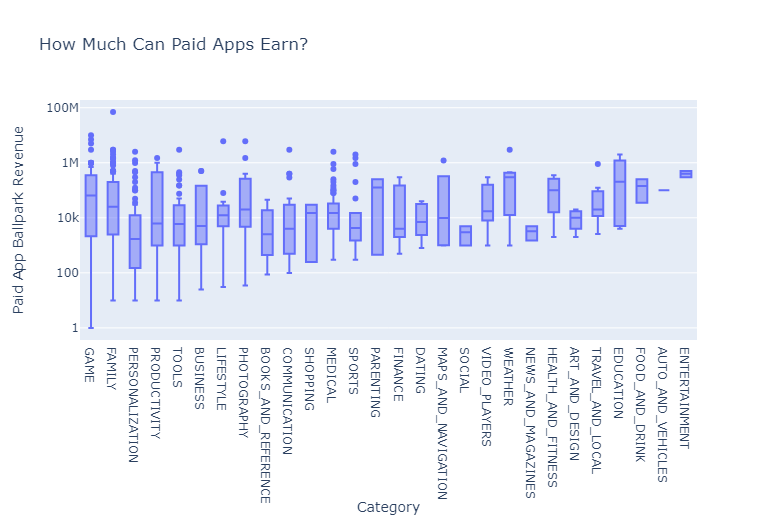 How Much Can Paid Apps Earn?
Paid App Ballpark Revenue
100M
1M
10k
100
1
GAME
FAMILY
PERSONALIZATION
PRODUCTIVITY
TOOLS
BUSINESS
LIFESTYLE
PHOTOGRAPHY
BOOKS_AND_REFERENCE
COMMUNICATION
SHOPPING
MEDICAL
SPORTS
PARENTING
FINANCE
DATING
MAPS_AND_NAVIGATION
SOCIAL
VIDEO_PLAYERS
WEATHER
NEWS_AND_MAGAZINES
HEALTH_AND_FITNESS
ART_AND_DESIGN
TRAVEL_AND_LOCAL
EDUCATION
FOOD_AND_DRINK
AUTO_AND_VEHICLES
ENTERTAINMENT
Category